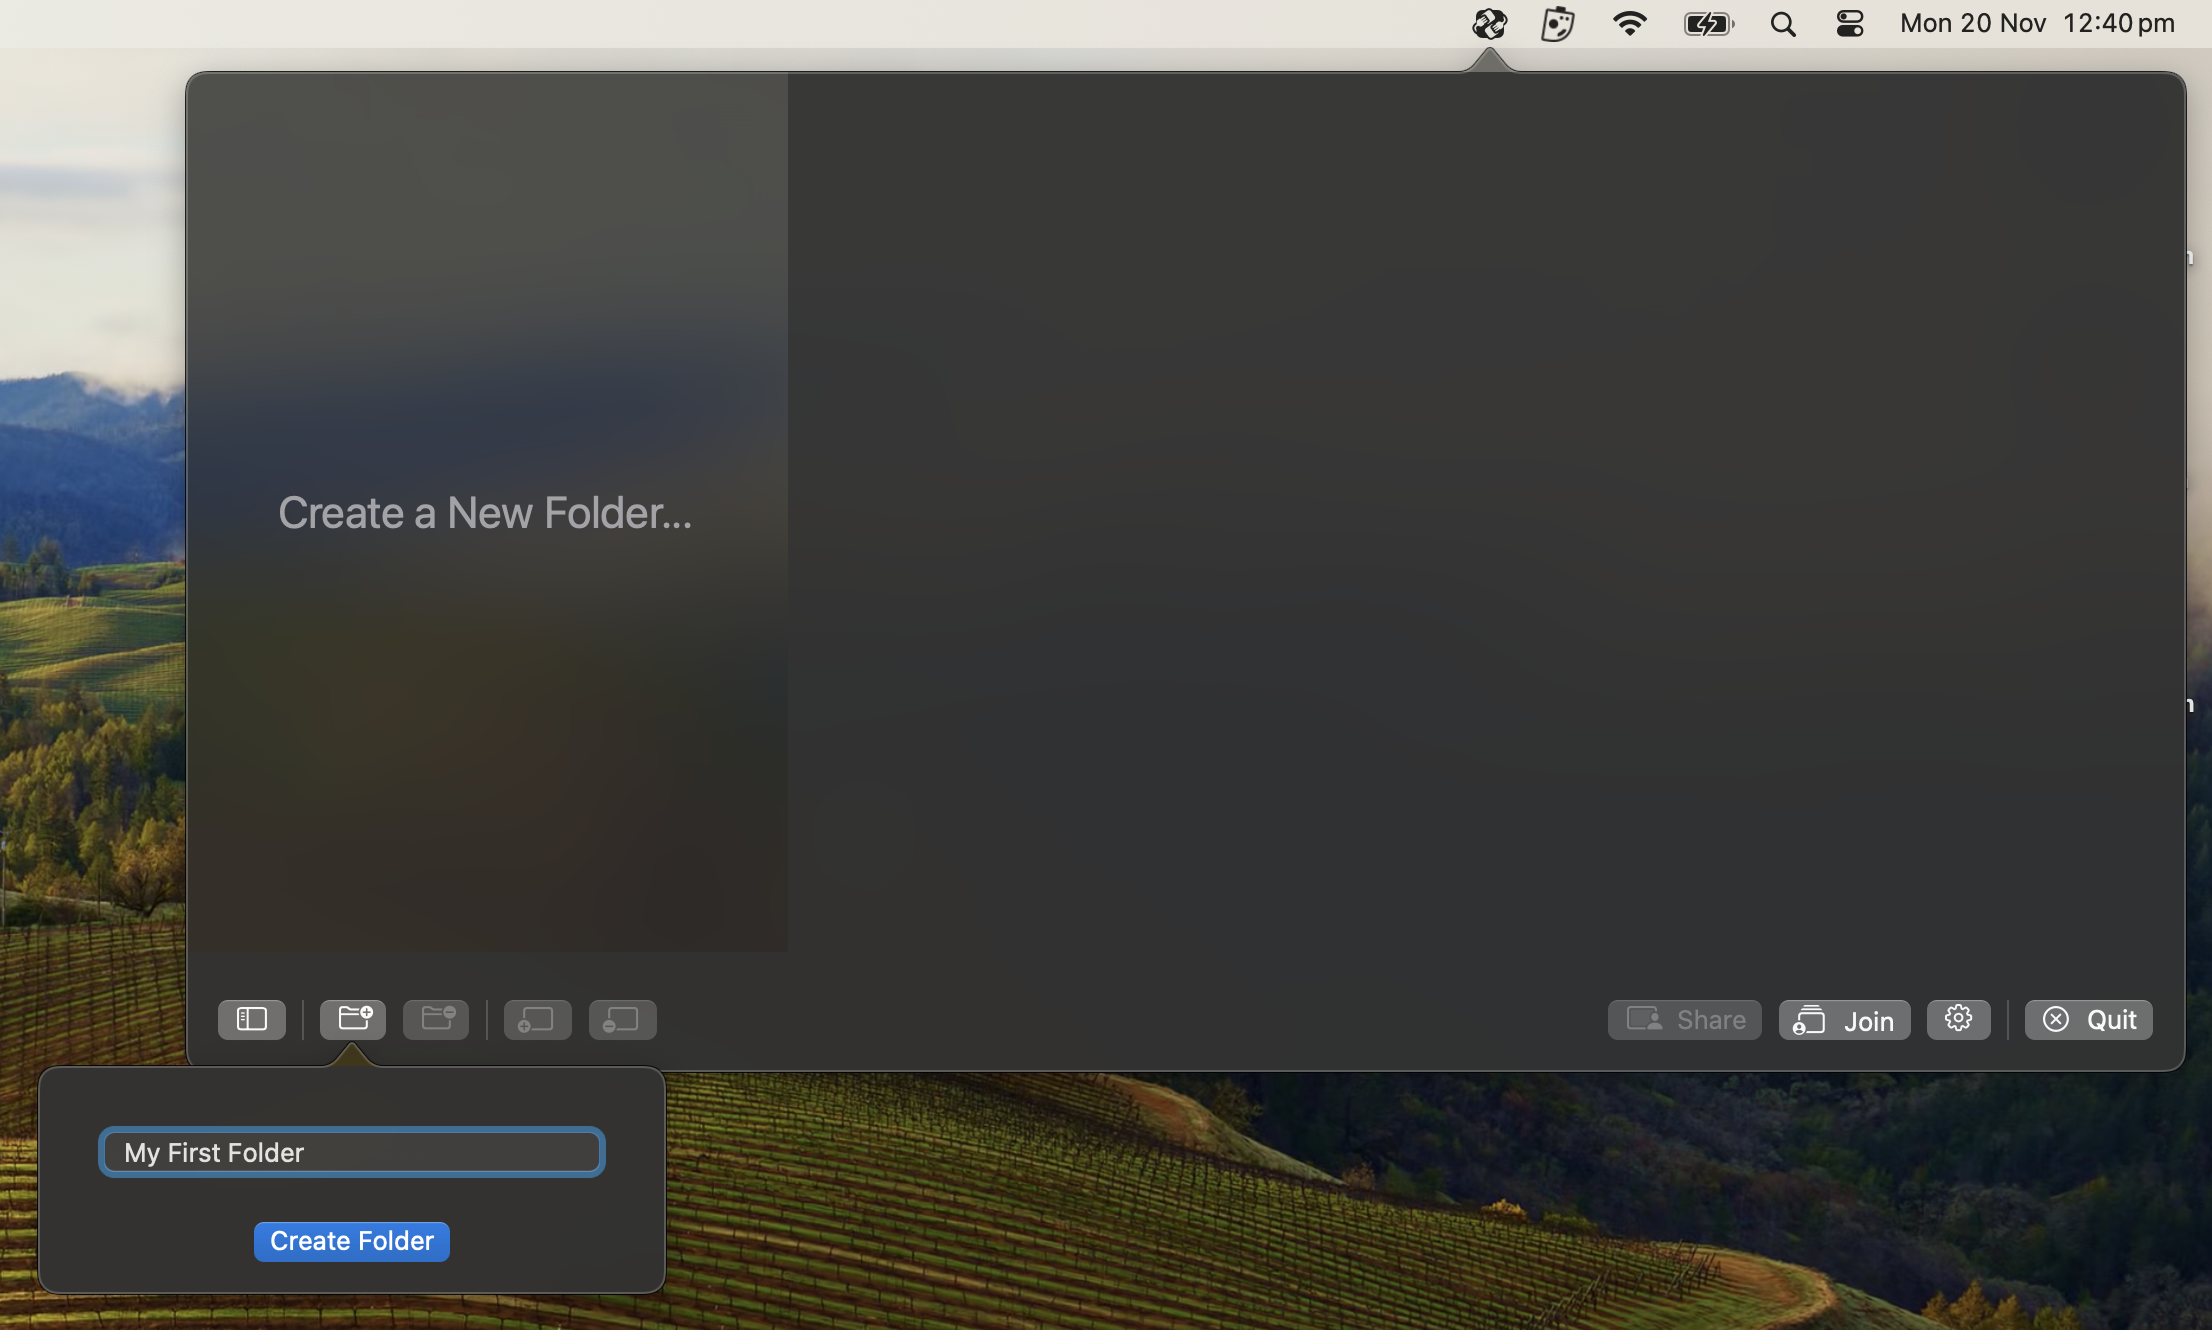 Mon 20 Nov 12:40 pm
Create a New Folder...
Share
Join
Quit
My First Folder
Create Folder